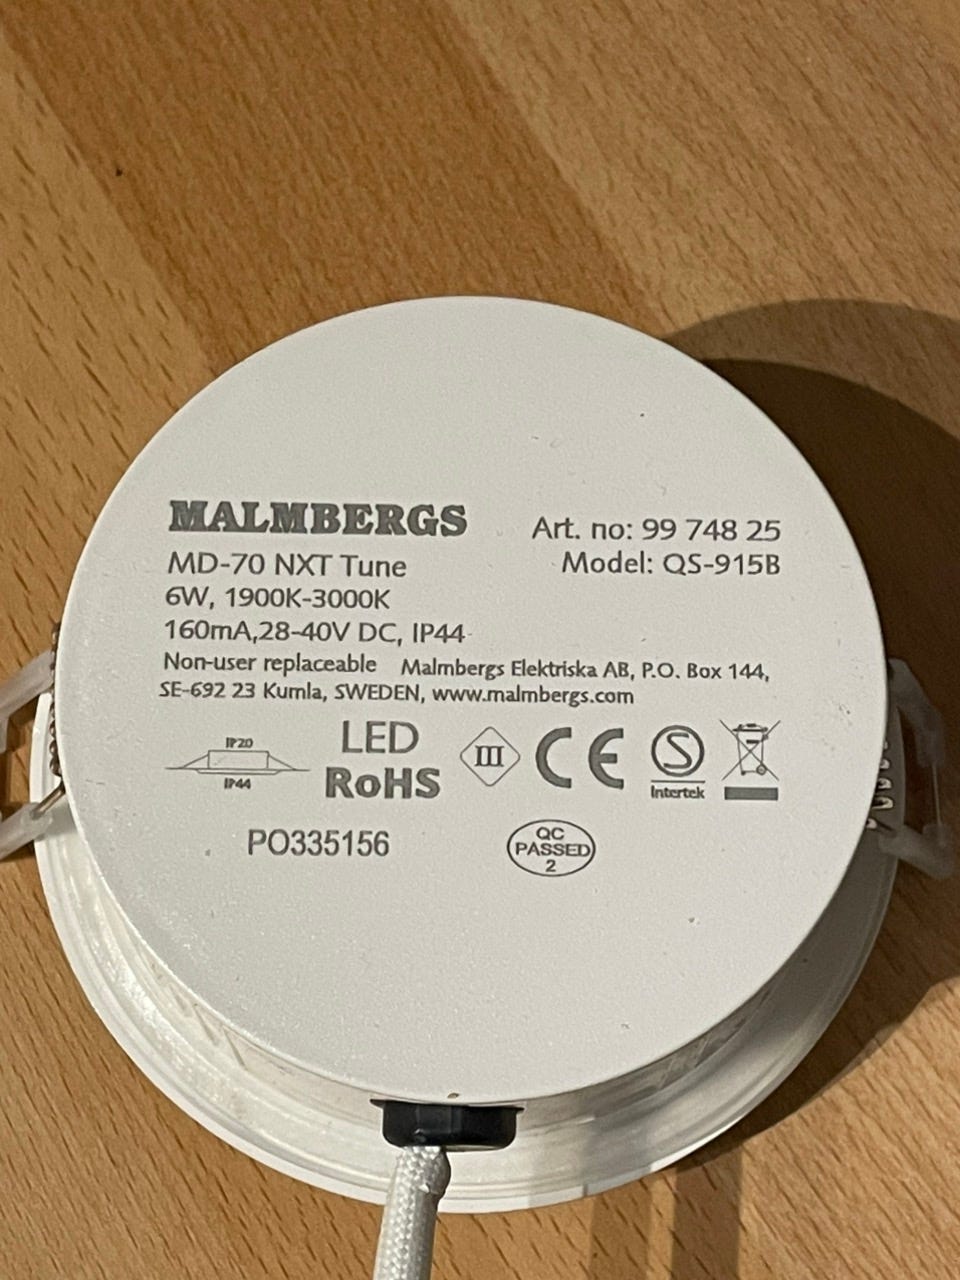 MALMBERGS
Art. no: 99 748 25
MD-70 NXT Tune
Model: QS-915B
6W, 1900K-3000K
160mA,28-40V DC, IP44
Non-user replaceable Malmbergs Elektriska AB, P.O. Box 144,
SE-692 23 Kumla, SWEDEN, www.malmbergs.com
IP20
IP44
LED
RoHS
III
CE
S
Intertek
PO335156
QC
PASSED
2